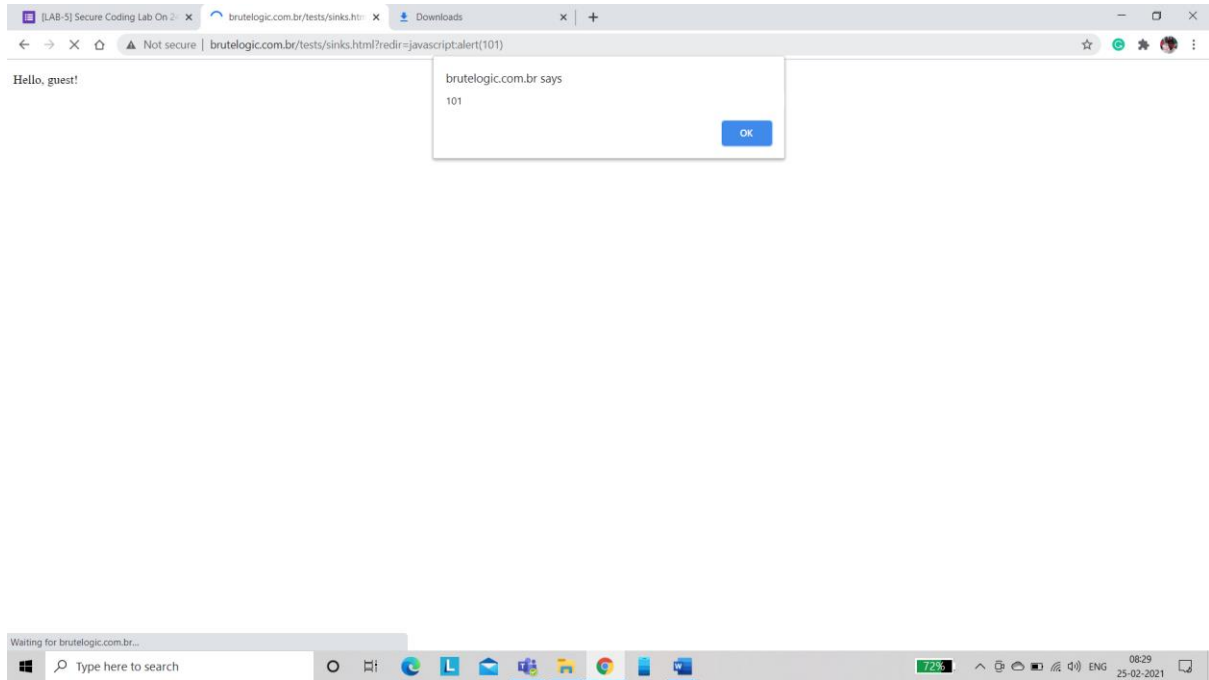 [LAB-5] Secure Coding Lab On 2
brutelogic.com.br/tests/sinks.htm
Downloads
Not secure | brutelogic.com.br/tests/sinks.html?redir=javascript:alert(101)
Hello, guest!
brutelogic.com.br says
101
OK
Waiting for brutelogic.com.br...
Type here to search
72%
ENG
08:29
25-02-2021